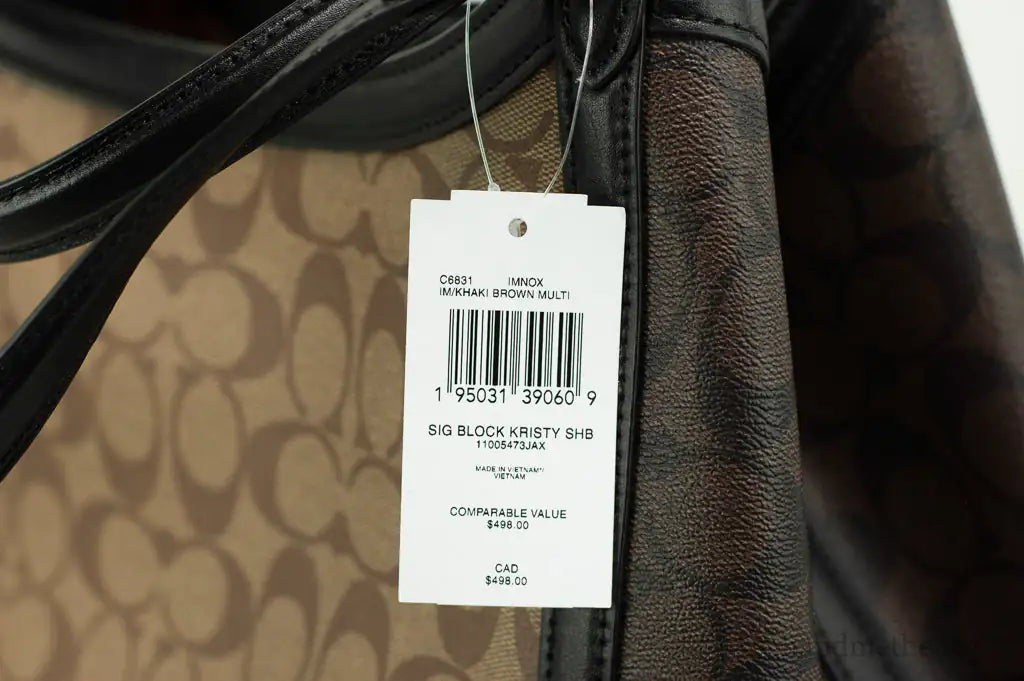 C6831 IMNOX
IM/KHAKI BROWN MULTI
1 95031 39060 9
SIG BLOCK KRISTY SHB
11005473JAX
MADE IN VIETNAM*/
VIETNAM
COMPARABLE VALUE
$498.00
CAD
$498.00